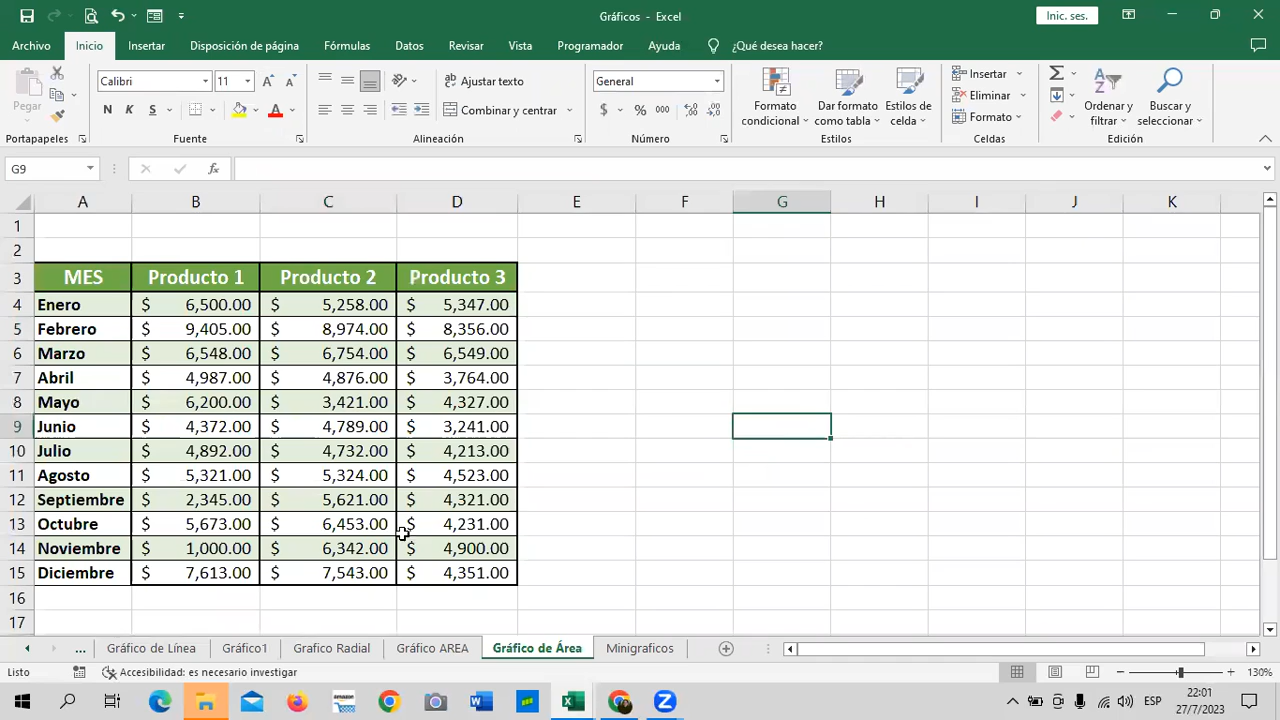 Gráficos - Excel
Inic. ses.
Archivo Inicio Insertar Disposición de página Fórmulas Datos Revisar Vista Programador Ayuda ¿Qué desea hacer?
Pegar
Calibri 11
N K S
Ajustar texto
Combinar y centrar
General
$ % 000
Formato condicional
Dar formato como tabla
Estilos de celda
Insertar
Eliminar
Formato
Ordenar y filtrar
Buscar y seleccionar
Portapapeles Fuente Alineación Número Estilos Celdas Edición
G9 fx
A B C D E F G H I J K
1
2
3 MES Producto 1 Producto 2 Producto 3
4 Enero $ 6,500.00 $ 5,258.00 $ 5,347.00
5 Febrero $ 9,405.00 $ 8,974.00 $ 8,356.00
6 Marzo $ 6,548.00 $ 6,754.00 $ 6,549.00
7 Abril $ 4,987.00 $ 4,876.00 $ 3,764.00
8 Mayo $ 6,200.00 $ 3,421.00 $ 4,327.00
9 Junio $ 4,372.00 $ 4,789.00 $ 3,241.00
10 Julio $ 4,892.00 $ 4,732.00 $ 4,213.00
11 Agosto $ 5,321.00 $ 5,324.00 $ 4,523.00
12 Septiembre $ 2,345.00 $ 5,621.00 $ 4,321.00
13 Octubre $ 5,673.00 $ 6,453.00 $ 4,231.00
14 Noviembre $ 1,000.00 $ 6,342.00 $ 4,900.00
15 Diciembre $ 7,613.00 $ 7,543.00 $ 4,351.00
16
17
... Gráfico de Línea Gráfico1 Grafico Radial Gráfico AREA Gráfico de Área Minigraficos
Listo Accesibilidad: es necesario investigar 130%
ESP 22:01
27/7/2023